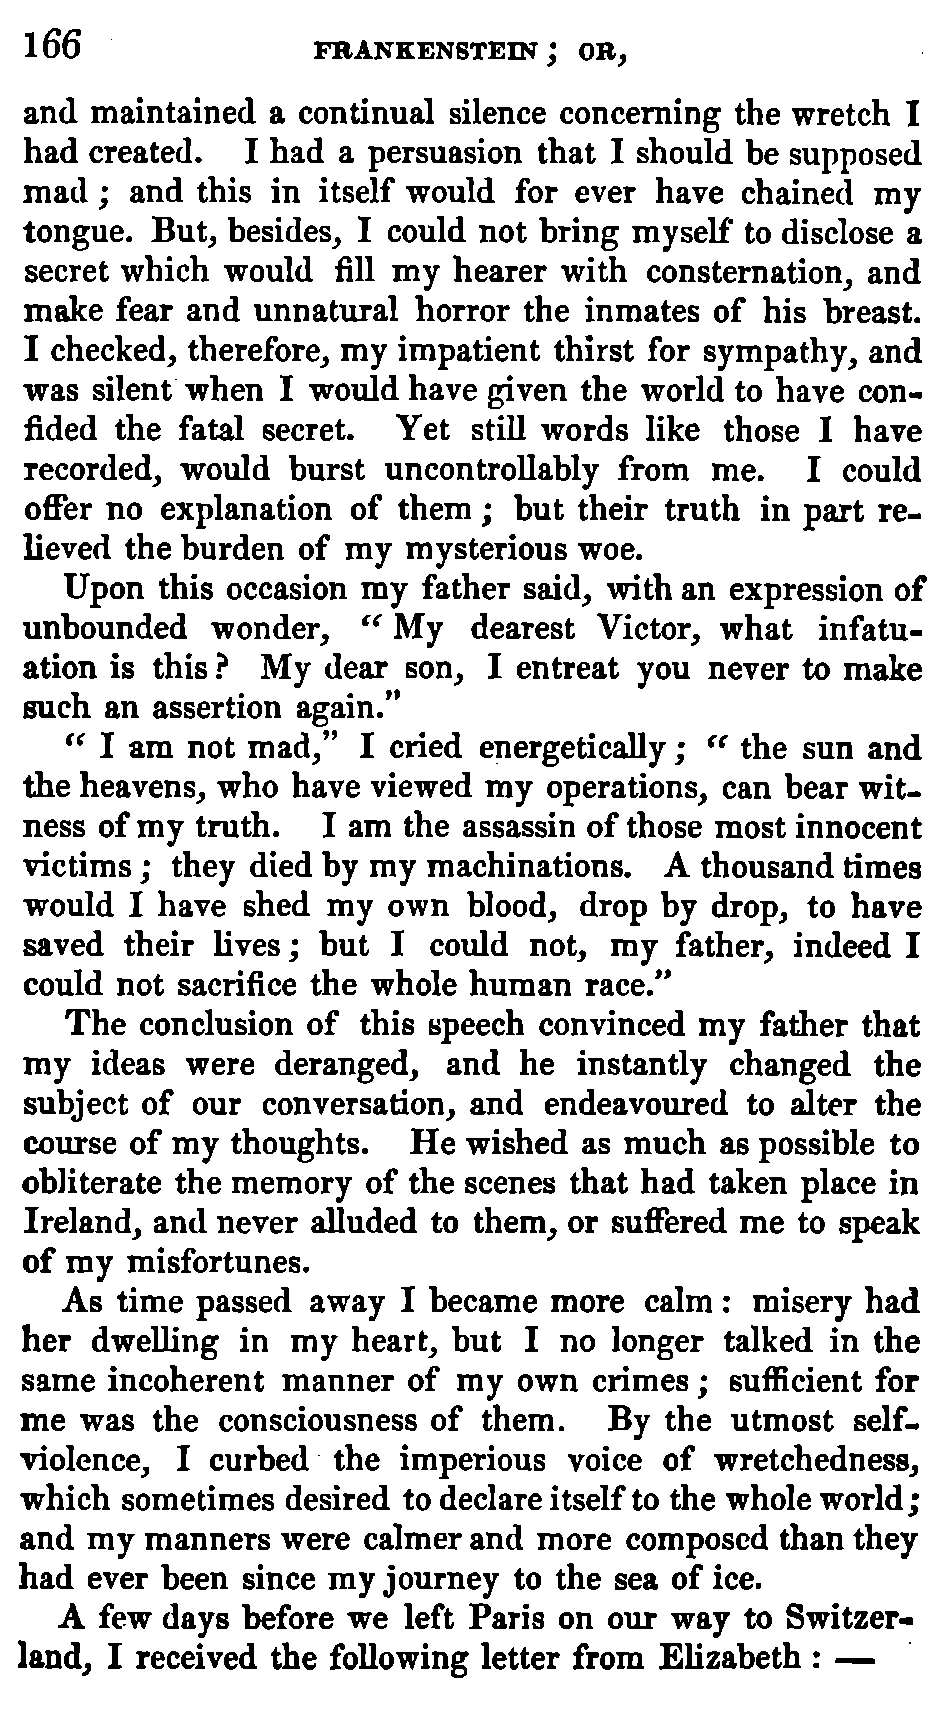 166 FRANKENSTEIN ; OR,
and maintained a continual silence concerning the wretch I
had created. I had a persuasion that I should be supposed
mad ; and this in itself would for ever have chained my
tongue. But, besides, I could not bring myself to disclose a
secret which would fill my hearer with consternation, and
make fear and unnatural horror the inmates of his breast.
I checked, therefore, my impatient thirst for sympathy, and
was silent when I would have given the world to have con-
fided the fatal secret. Yet still words like those I have
recorded, would burst uncontrollably from me. I could
offer no explanation of them ; but their truth in part re-
lieved the burden of my mysterious woe.
Upon this occasion my father said, with an expression of
unbounded wonder, “ My dearest Victor, what infatu-
ation is this ? My dear son, I entreat you never to make
such an assertion again.”
“ I am not mad,” I cried energetically ; “ the sun and
the heavens, who have viewed my operations, can bear wit-
ness of my truth. I am the assassin of those most innocent
victims ; they died by my machinations. A thousand times
would I have shed my own blood, drop by drop, to have
saved their lives ; but I could not, my father, indeed I
could not sacrifice the whole human race.”
The conclusion of this speech convinced my father that
my ideas were deranged, and he instantly changed the
subject of our conversation, and endeavoured to alter the
course of my thoughts. He wished as much as possible to
obliterate the memory of the scenes that had taken place in
Ireland, and never alluded to them, or suffered me to speak
of my misfortunes.
As time passed away I became more calm : misery had
her dwelling in my heart, but I no longer talked in the
same incoherent manner of my own crimes ; sufficient for
me was the consciousness of them. By the utmost self-
violence, I curbed the imperious voice of wretchedness,
which sometimes desired to declare itself to the whole world ;
and my manners were calmer and more composed than they
had ever been since my journey to the sea of ice.
A few days before we left Paris on our way to Switzer-
land, I received the following letter from Elizabeth : —